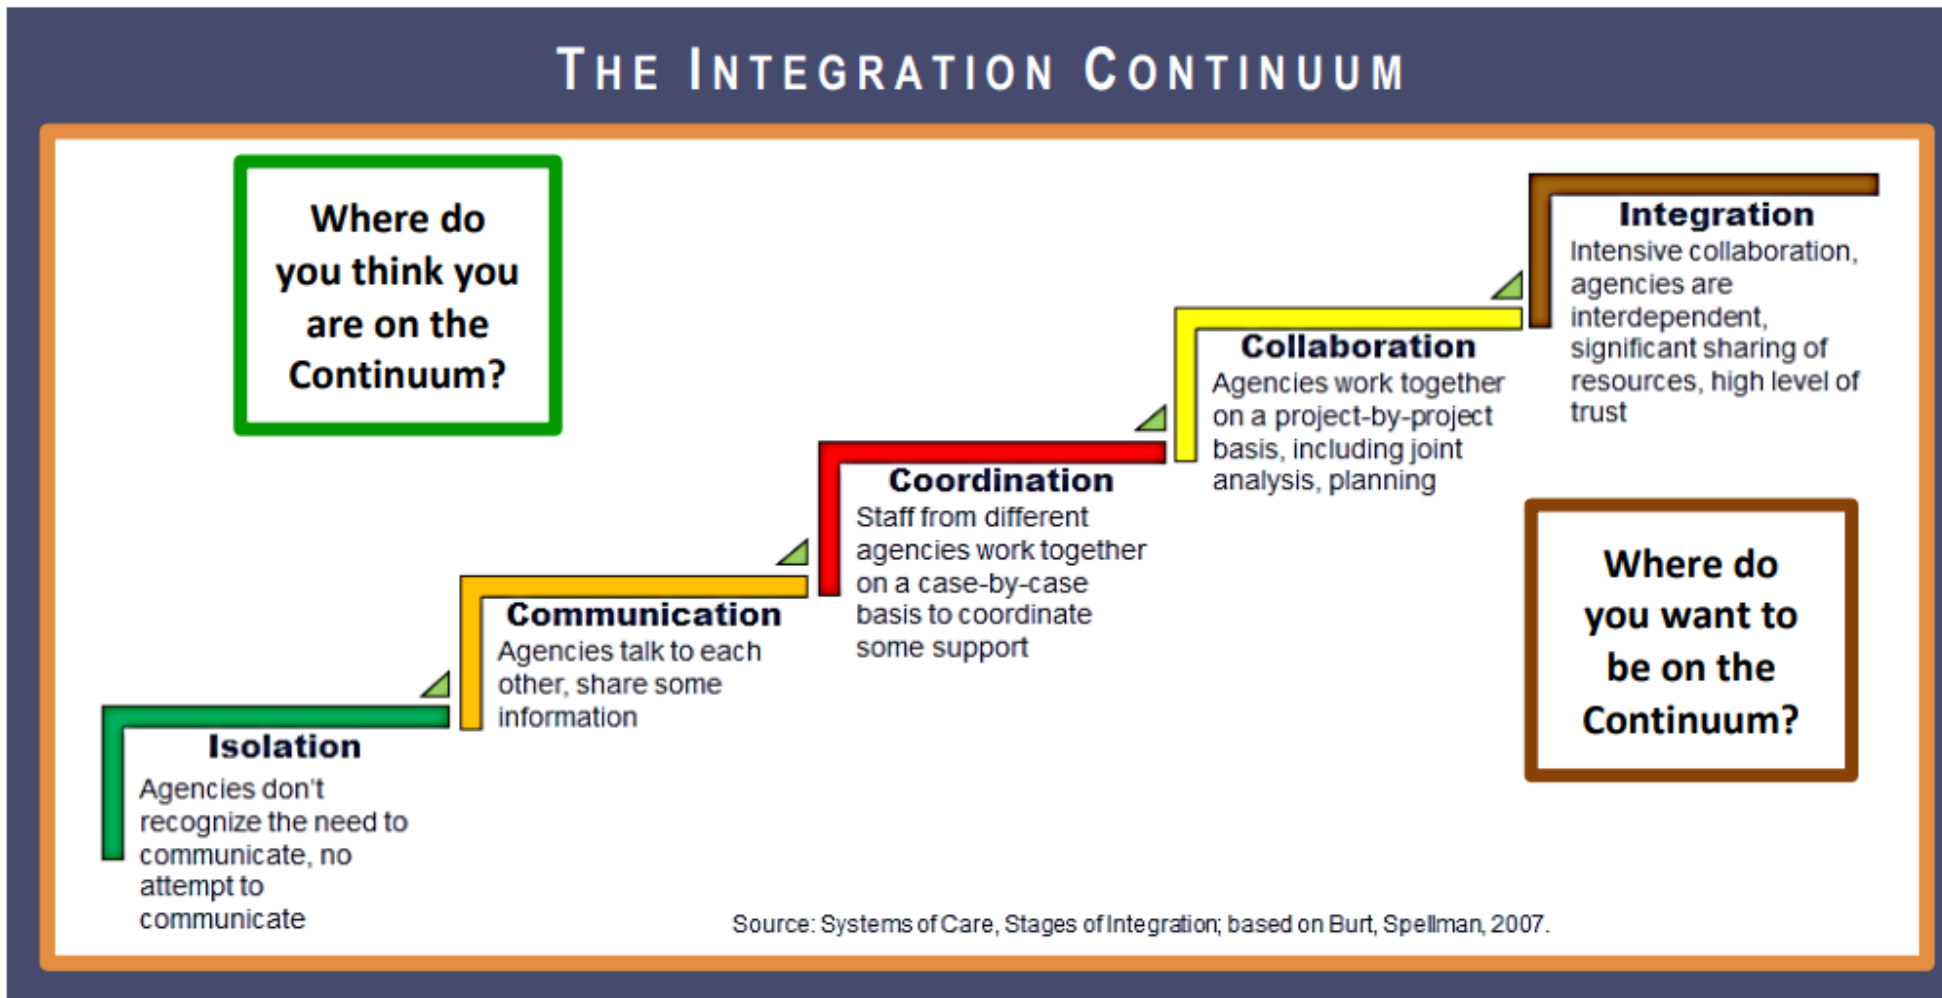 THE INTEGRATION CONTINUUM
Where do
you think you
are on the
Continuum?
Integration
Intensive collaboration,
agencies are
interdependent,
significant sharing of
resources, high level of
trust
Collaboration
Agencies work together
on a project-by-project
basis, including joint
analysis, planning
Coordination
Staff from different
agencies work together
on a case-by-case
basis to coordinate
some support
Communication
Agencies talk to each
other, share some
information
Isolation
Agencies don't
recognize the need to
communicate, no
attempt to
communicate
Where do
you want to
be on the
Continuum?
Source: Systems of Care, Stages of Integration; based on Burt, Spellman, 2007.